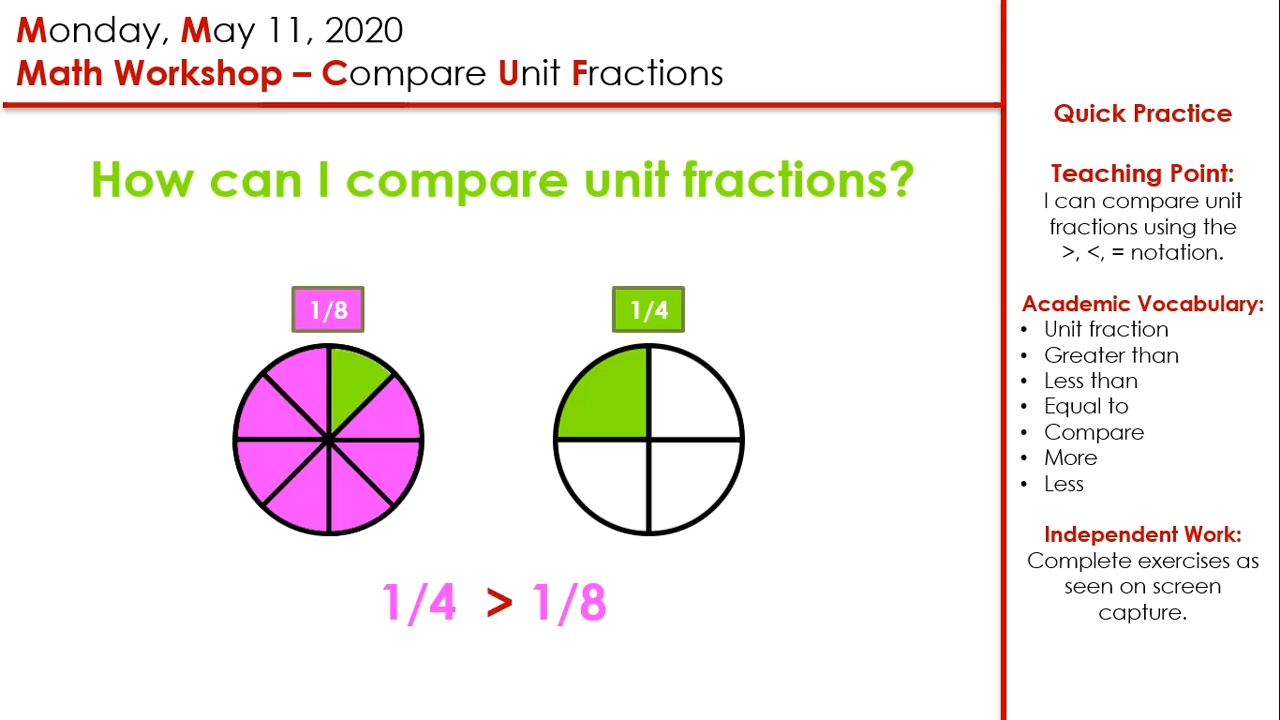 Monday, May 11, 2020
Math Workshop – Compare Unit Fractions
How can I compare unit fractions?
1/8
1/4
1/4 > 1/8
Quick Practice
Teaching Point:
I can compare unit
fractions using the
>, <, = notation.
Academic Vocabulary:
• Unit fraction
• Greater than
• Less than
• Equal to
• Compare
• More
• Less
Independent Work:
Complete exercises as
seen on screen
capture.